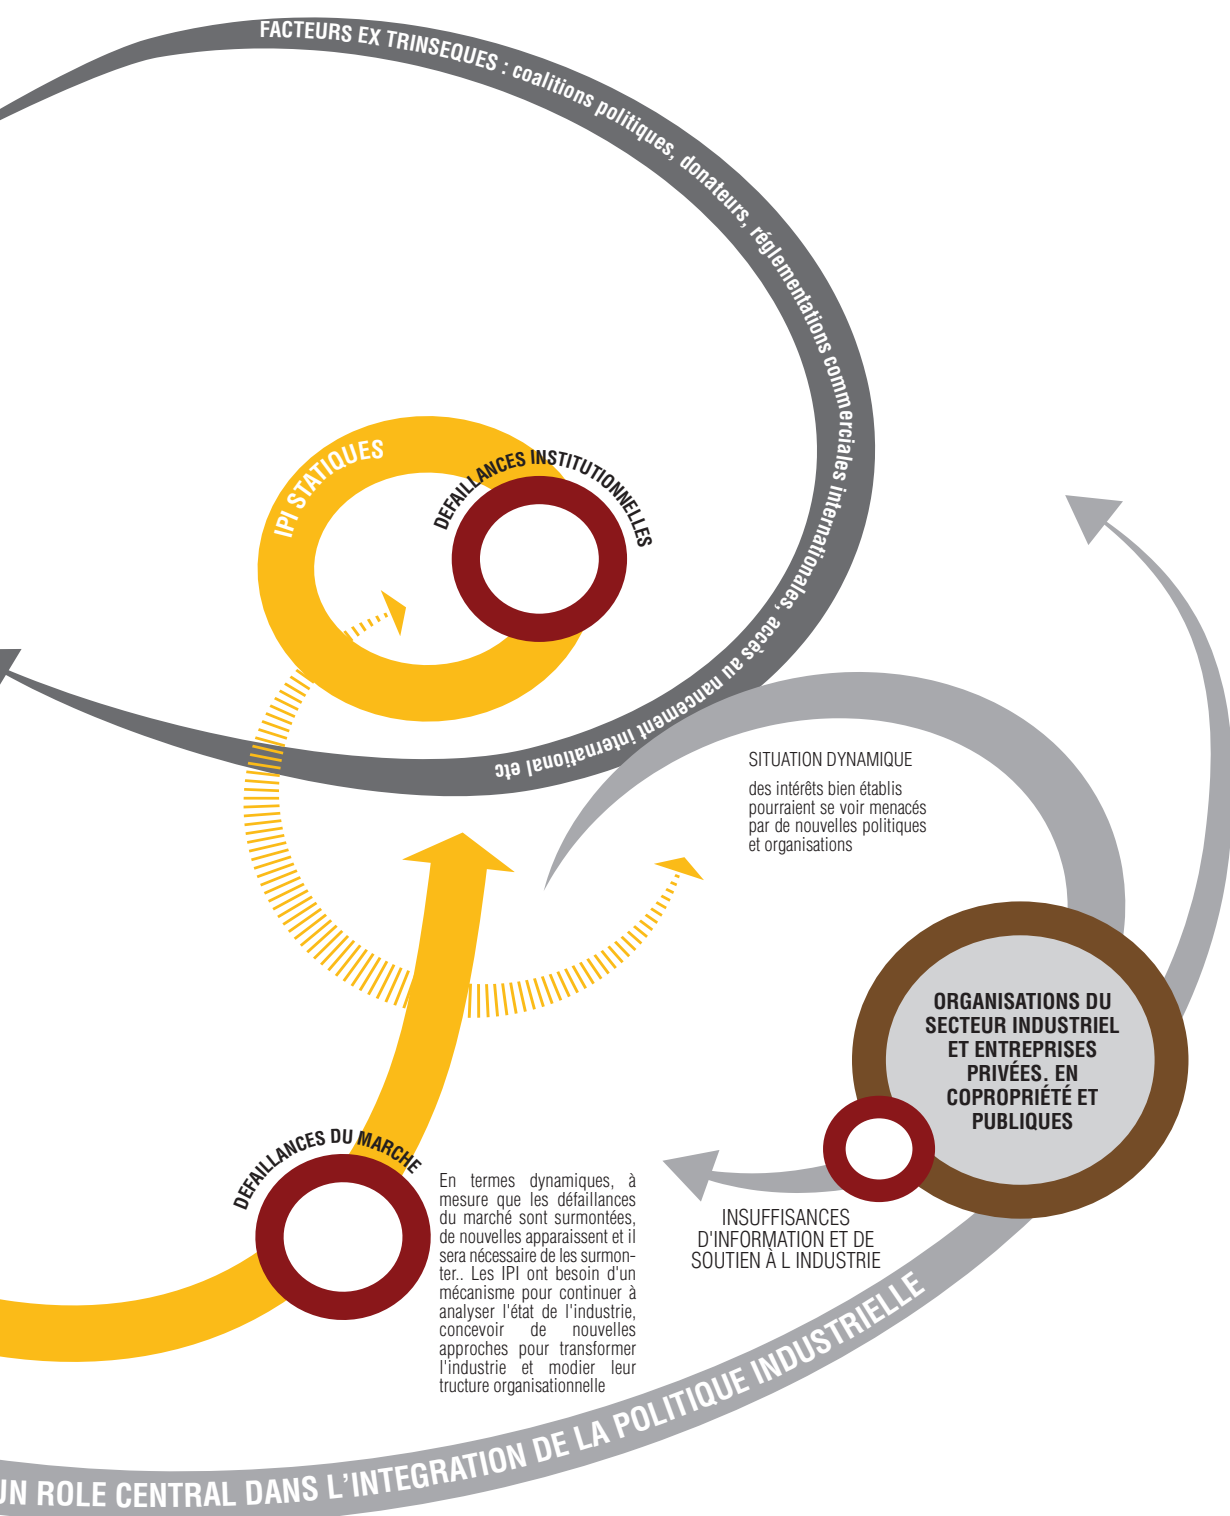 FACTEURS EX TRINSEQUES : coalitions politiques, donateurs, réglementations commerciales internationales, accès au nancement international etc
IPI STATIQUES
DEFAILLANCES INSTITUTIONNELLES
SITUATION DYNAMIQUE
des intérêts bien établis
pourraient se voir menacés
par de nouvelles politiques
et organisations
ORGANISATIONS DU
SECTEUR INDUSTRIEL
ET ENTREPRISES
PRIVÉES. EN
COPROPRIÉTÉ ET
PUBLIQUES
DEFAILLANCES DU MARCHE
En termes dynamiques, à
mesure que les défaillances
du marché sont surmontées,
de nouvelles apparaissent et il
sera nécessaire de les surmon-
ter.. Les IPI ont besoin d'un
mécanisme pour continuer à
analyser l'état de l'industrie,
concevoir de nouvelles
approches pour transformer
l'industrie et modier leur
tructure organisationnelle
INSUFFISANCES
D'INFORMATION ET DE
SOUTIEN À L INDUSTRIE
UN ROLE CENTRAL DANS L'INTEGRATION DE LA POLITIQUE INDUSTRIELLE